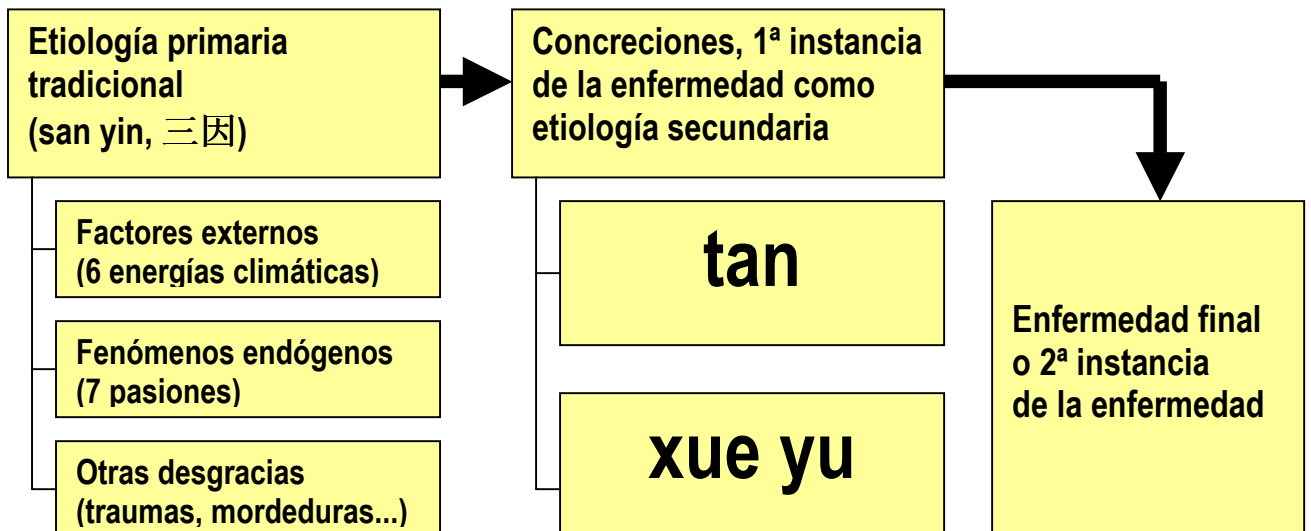 Etiología primaria
tradicional
(san yin, 三因)
Factores externos
(6 energías climáticas)
Fenómenos endógenos
(7 pasiones)
Otras desgracias
(traumas, mordeduras...)
Concreciones, 1ª instancia
de la enfermedad como
etiología secundaria
tan
xue yu
Enfermedad final
o 2ª instancia
de la enfermedad